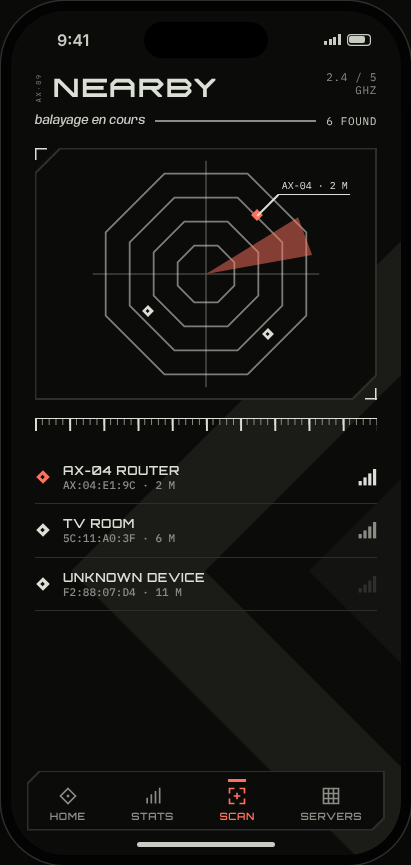 9:41
AX-09
NEARBY
2.4 / 5
GHZ
balayage en cours
6 FOUND
AX-04 · 2 M
AX-04 ROUTER
AX:04:E1:9C · 2 M
TV ROOM
5C:11:A0:3F · 6 M
UNKNOWN DEVICE
F2:88:07:D4 · 11 M
HOME
STATS
SCAN
SERVERS